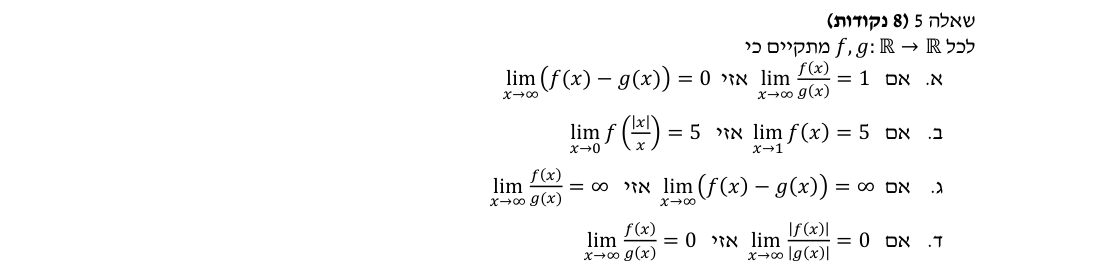 שאלה 5 (8 נקודות)
לכל f, g: ℝ → ℝ מתקיים כי
א. אם lim_{x→∞} f(x)/g(x) = 1 אזי lim_{x→∞} (f(x) − g(x)) = 0
ב. אם lim_{x→1} f(x) = 5 אזי lim_{x→0} f(|x|/x) = 5
ג. אם lim_{x→∞} (f(x) − g(x)) = ∞ אזי lim_{x→∞} f(x)/g(x) = ∞
ד. אם lim_{x→∞} |f(x)|/|g(x)| = 0 אזי lim_{x→∞} f(x)/g(x) = 0